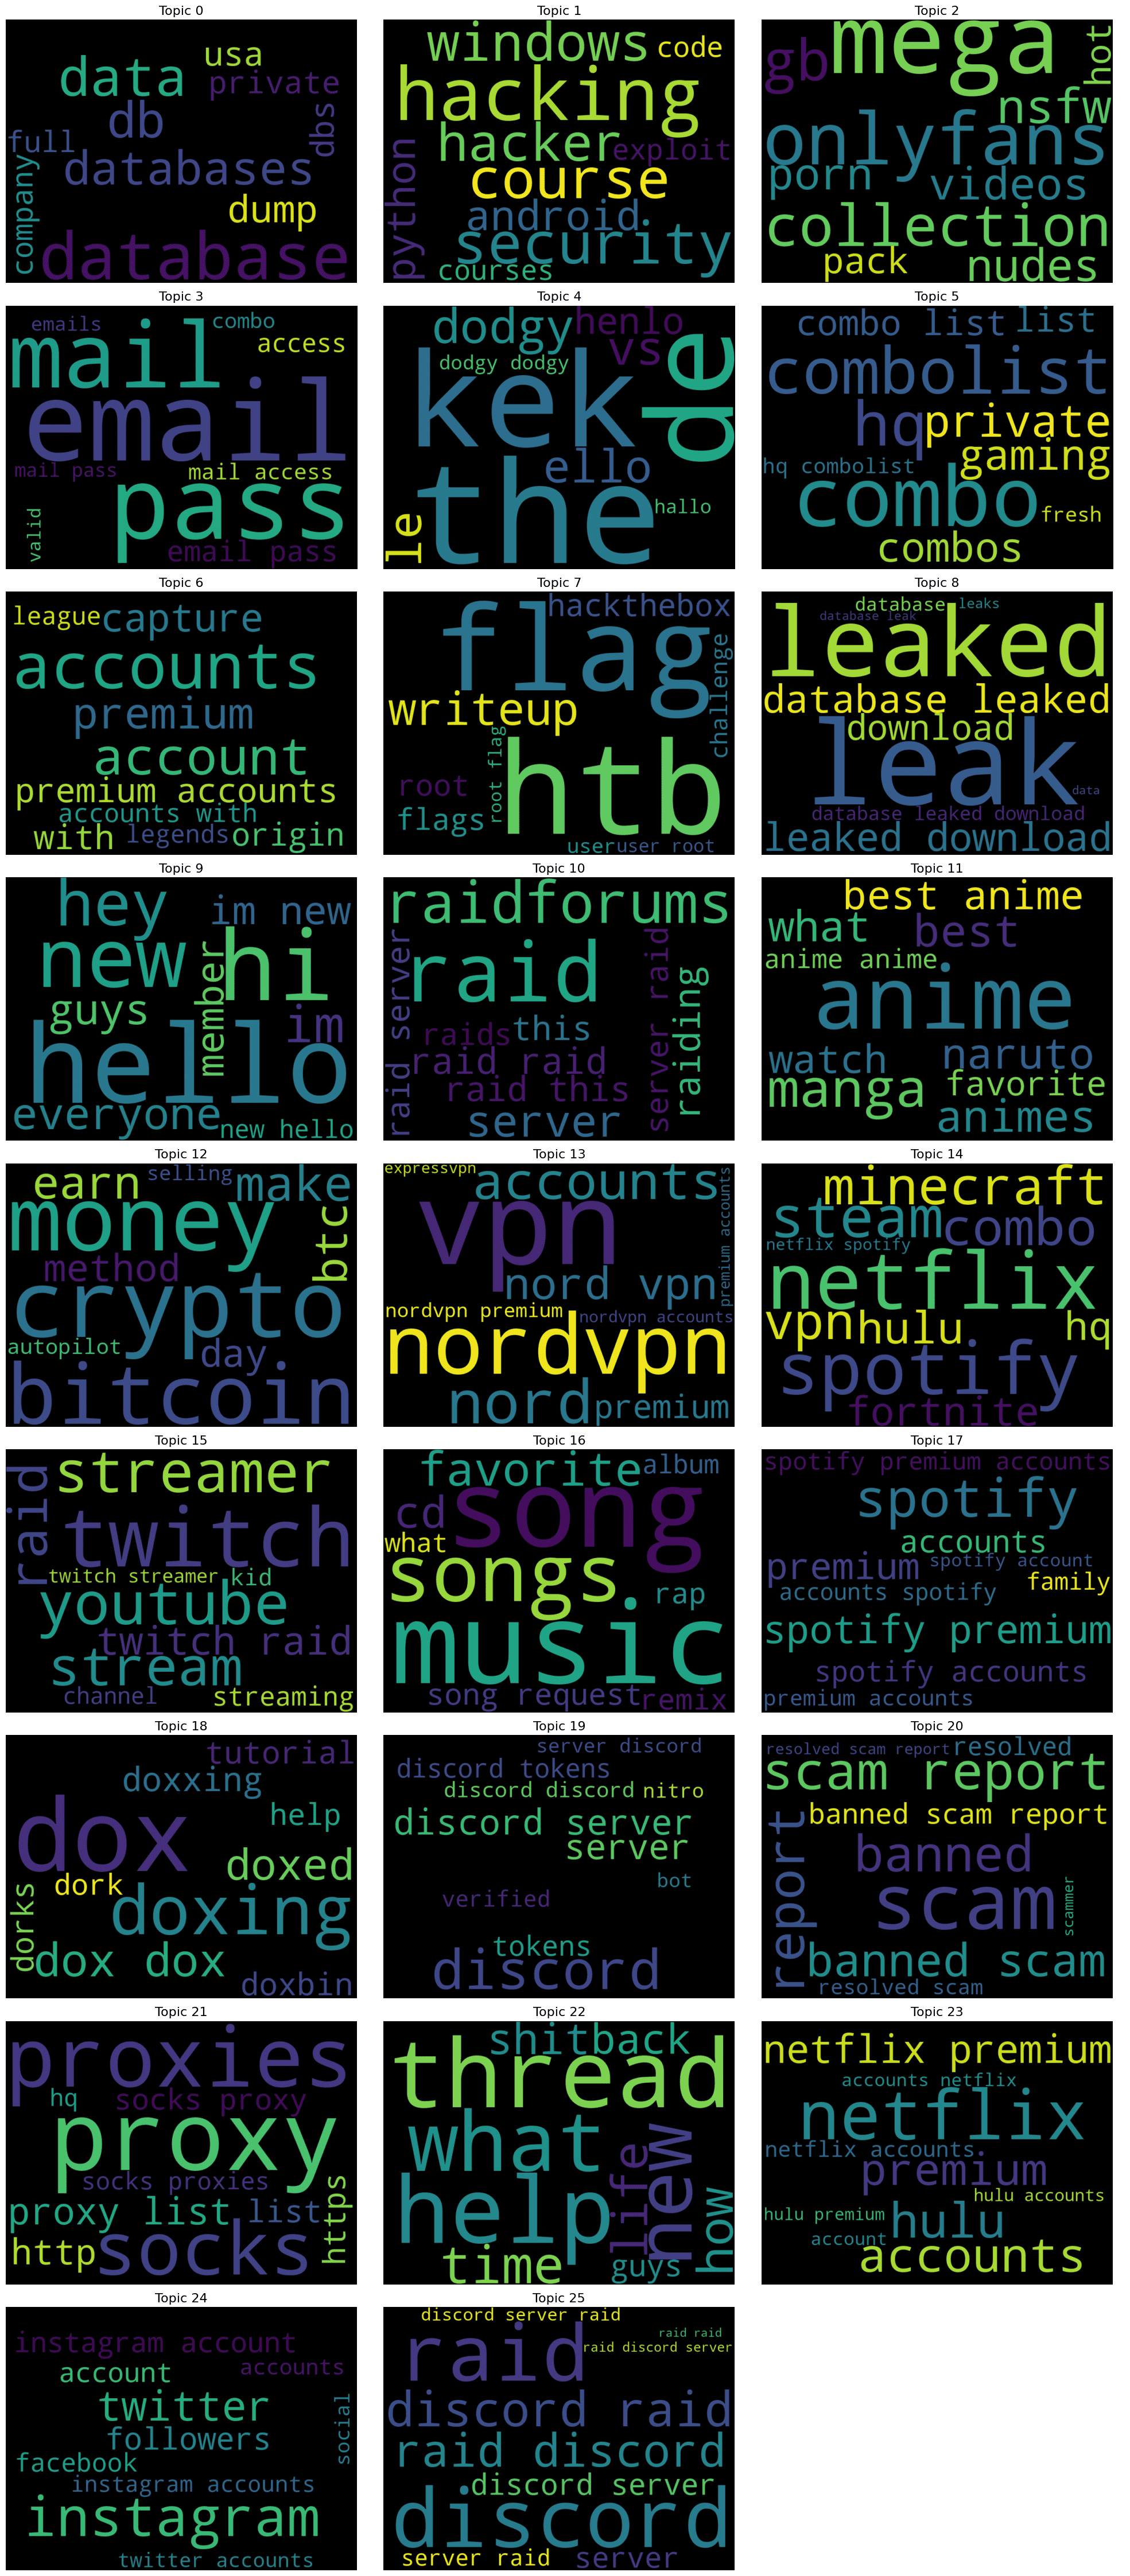 Topic 0
usa
data
private
db
dbs
full
databases
company
dump
database
Topic 1
windows
code
hacking
hacker
exploit
course
python
android
security
courses
Topic 2
mega
hot
gb
nsfw
onlyfans
porn
videos
collection
pack
nudes
Topic 3
emails
combo
mail
access
email
mail pass
mail access
pass
valid
email pass
Topic 4
dodgy
henlo
vs
dodgy dodgy
de
kek
ello
the
hallo
le
Topic 5
combo list
list
combolist
hq
private
gaming
hq combolist
combo
fresh
combos
Topic 6
league
capture
accounts
premium
account
premium accounts
accounts with
with
legends
origin
Topic 7
hackthebox
flag
challenge
writeup
root flag
htb
root
flags
user
user root
Topic 8
database
leaks
database leak
leaked
database leaked
download
leak
data
database leaked download
leaked download
Topic 9
hey
im new
new
hi
member
guys
im
hello
everyone
new hello
Topic 10
raidforums
raid
raid server
server raid
raiding
raids
this
raid raid
raid this
server
Topic 11
best anime
what
best
anime anime
anime
watch
naruto
manga
favorite
animes
Topic 12
selling
earn
make
money
btc
method
crypto
autopilot
day
bitcoin
Topic 13
expressvpn
accounts
premium accounts
vpn
nord vpn
nordvpn premium
nordvpn accounts
nordvpn
nord
premium
Topic 14
minecraft
steam
combo
netflix spotify
netflix
vpn
hulu
hq
spotify
fortnite
Topic 15
streamer
raid
twitch
twitch streamer
kid
youtube
twitch raid
stream
channel
streaming
Topic 16
favorite
album
song
cd
what
songs
rap
music
song request
remix
Topic 17
spotify premium accounts
spotify
accounts
premium
spotify account
accounts spotify
family
spotify premium
spotify accounts
premium accounts
Topic 18
tutorial
doxxing
dox
help
doxed
dork
dorks
doxing
dox dox
doxbin
Topic 19
server discord
discord tokens
discord discord
nitro
discord server
server
bot
verified
tokens
discord
Topic 20
resolved scam report
resolved
scam report
banned scam report
report
banned
scam
scammer
banned scam
resolved scam
Topic 21
proxies
hq
socks proxy
proxy
socks proxies
proxy list
list
https
http
socks
Topic 22
shitback
thread
what
new
life
help
how
time
guys
Topic 23
netflix premium
accounts netflix
netflix
netflix accounts
premium
hulu accounts
hulu premium
hulu
account
accounts
Topic 24
instagram account
account
accounts
twitter
social
followers
facebook
instagram accounts
instagram
twitter accounts
Topic 25
discord server raid
raid raid
raid
raid discord server
discord raid
raid discord
discord server
discord
server raid
server